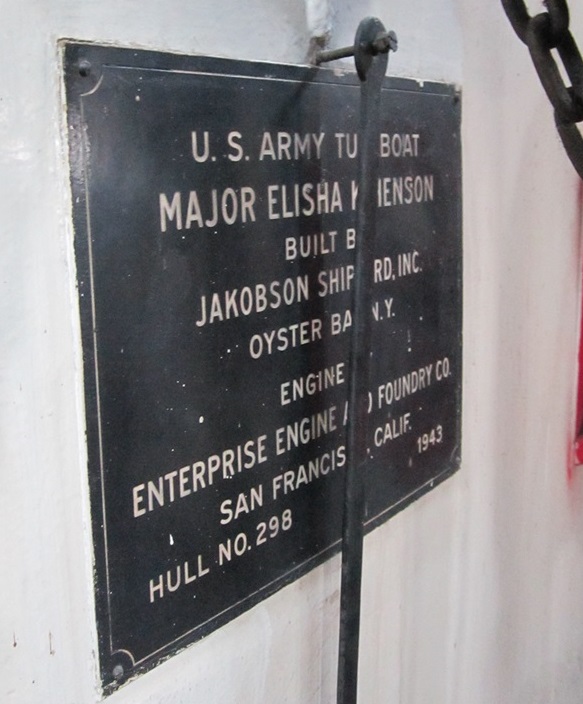 U. S. ARMY TU BOAT
MAJOR ELISHA K HENSON
BUILT B
JAKOBSON SHIP RD, INC.
OYSTER BA N.Y.
ENGINE
ENTERPRISE ENGINE A D FOUNDRY CO.
SAN FRANCIS , CALIF.
1943
HULL NO. 298